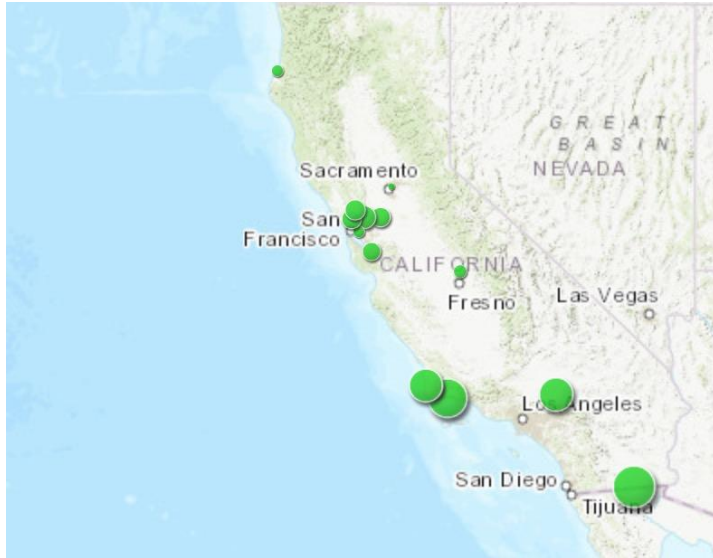 GREAT
BASIN
NEVADA
Sacramento
San
Francisco
CALIFORNIA
Fresno
Las Vegas
Los Angeles
San Diego
Tijuana